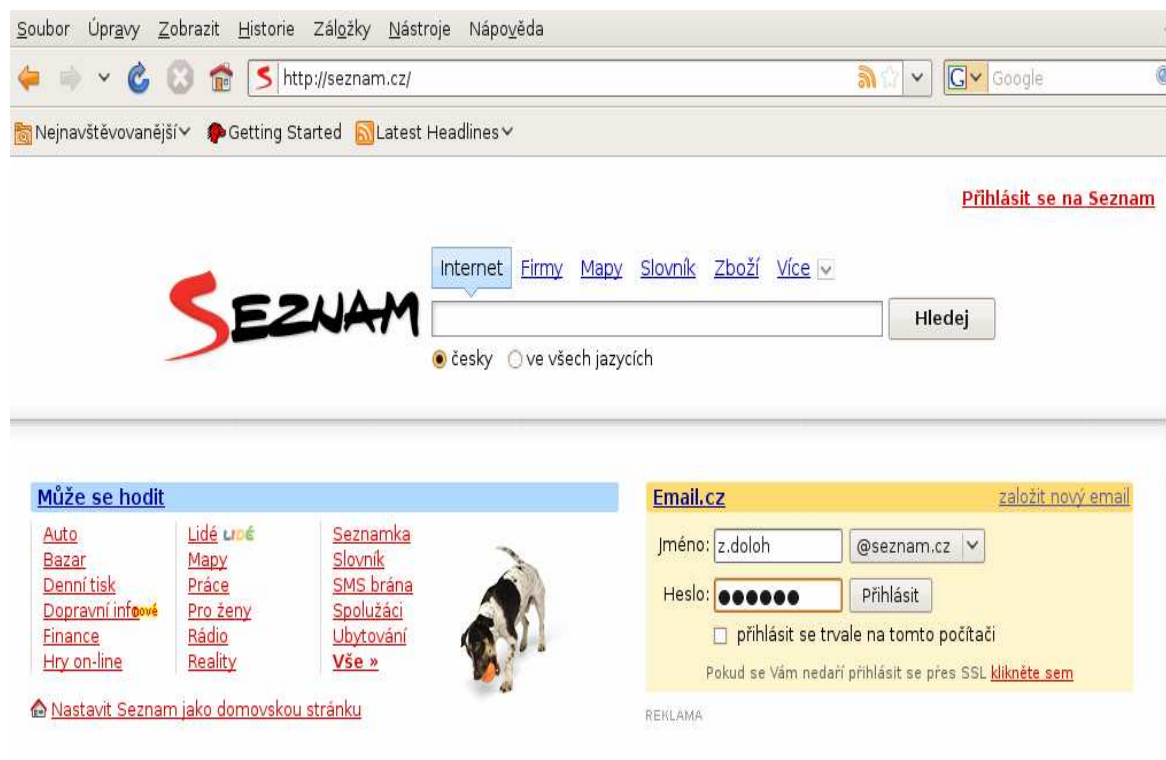 Soubor Úpravy Zobrazit Historie Záložky Nástroje Nápověda
http://seznam.cz/ G Google
Nejnavštěvovanější Getting Started Latest Headlines
Přihlásit se na Seznam
Internet Firmy Mapy Slovník Zboží Více
SEZNAM Hledej
česky ve všech jazycích
Může se hodit
Auto Lidé LIDÉ Seznamka
Bazar Mapy Slovník
Denní tisk Práce SMS brána
Dopravní info nové Pro ženy Spolužáci
Finance Rádio Ubytování
Hry on-line Reality Vše »
Nastavit Seznam jako domovskou stránku
Email.cz založit nový email
Jméno: z.doloh @seznam.cz
Heslo: ●●●●●● Přihlásit
přihlásit se trvale na tomto počítači
Pokud se Vám nedaří přihlásit se přes SSL klikněte sem
REKLAMA